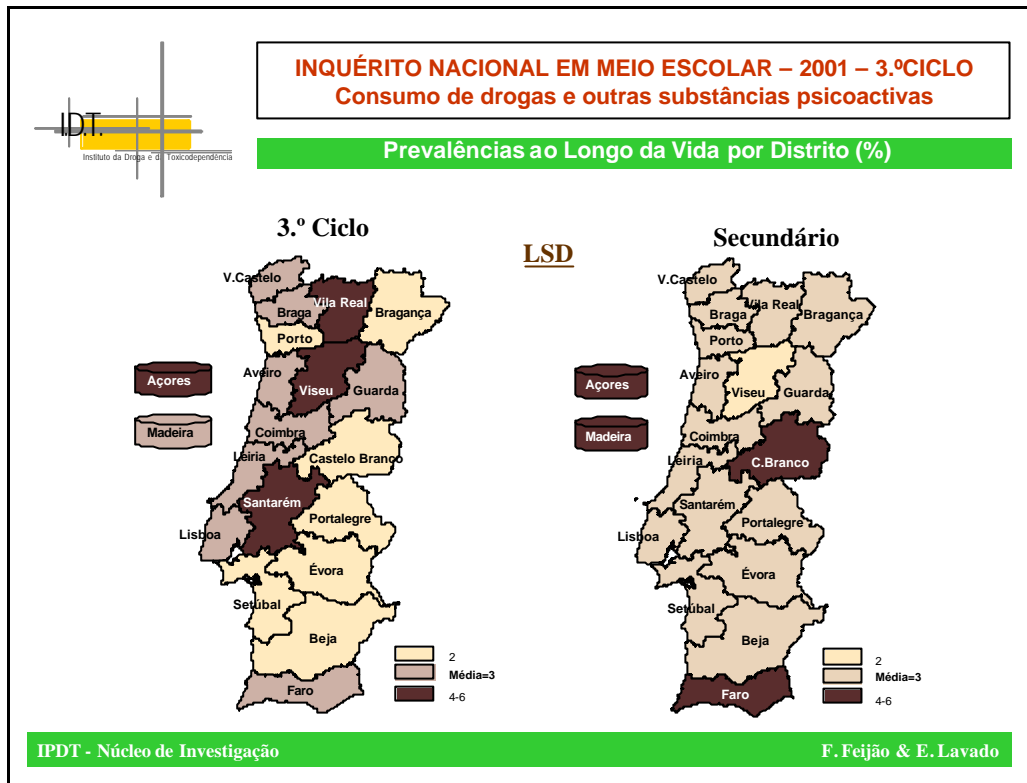 I.D.T.
Instituto da Droga e da Toxicodependência
INQUÉRITO NACIONAL EM MEIO ESCOLAR – 2001 – 3.ºCICLO
Consumo de drogas e outras substâncias psicoactivas
Prevalências ao Longo da Vida por Distrito (%)
3.º Ciclo
LSD
Secundário
V.Castelo
Braga
Vila Real
Bragança
Porto
Aveiro
Viseu
Guarda
Açores
Madeira
Coimbra
Leiria
Castelo Branco
Santarém
Portalegre
Lisboa
Évora
Setúbal
Beja
Faro
2
Média=3
4-6
V.Castelo
Braga
Vila Real
Bragança
Porto
Aveiro
Viseu
Guarda
Açores
Madeira
Coimbra
Leiria
C.Branco
Santarém
Portalegre
Lisboa
Évora
Setúbal
Beja
Faro
2
Média=3
4-6
IPDT - Núcleo de Investigação
F. Feijão & E. Lavado